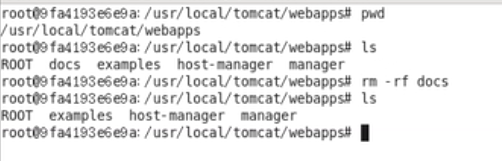 root@9fa4193e6e9a:/usr/local/tomcat/webapps# pwd
/usr/local/tomcat/webapps
root@9fa4193e6e9a:/usr/local/tomcat/webapps# ls
ROOT  docs  examples  host-manager  manager
root@9fa4193e6e9a:/usr/local/tomcat/webapps# rm -rf docs
root@9fa4193e6e9a:/usr/local/tomcat/webapps# ls
ROOT  examples  host-manager  manager
root@9fa4193e6e9a:/usr/local/tomcat/webapps#